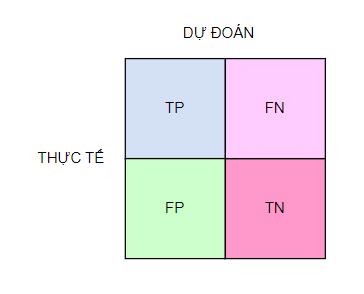 DỰ ĐOÁN
TP FN
THỰC TẾ
FP TN